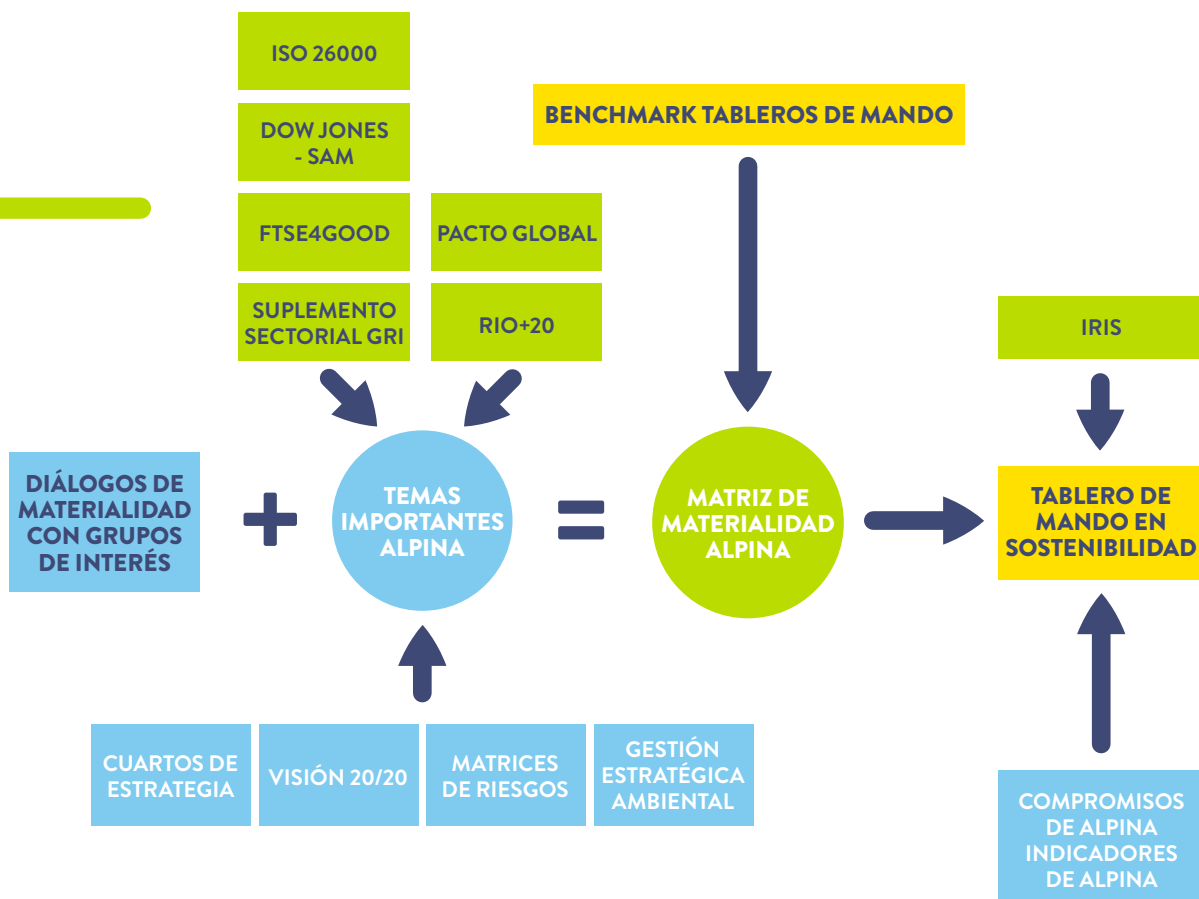 ISO 26000
DOW JONES
- SAM
FTSE4GOOD
SUPLEMENTO
SECTORIAL GRI
PACTO GLOBAL
RIO+20
BENCHMARK TABLEROS DE MANDO
IRIS
DIÁLOGOS DE
MATERIALIDAD
CON GRUPOS
DE INTERÉS
+
TEMAS
IMPORTANTES
ALPINA
=
MATRIZ DE
MATERIALIDAD
ALPINA
TABLERO DE
MANDO EN
SOSTENIBILIDAD
CUARTOS DE
ESTRATEGIA
VISIÓN 20/20
MATRICES
DE RIESGOS
GESTIÓN
ESTRATÉGICA
AMBIENTAL
COMPROMISOS
DE ALPINA
INDICADORES
DE ALPINA